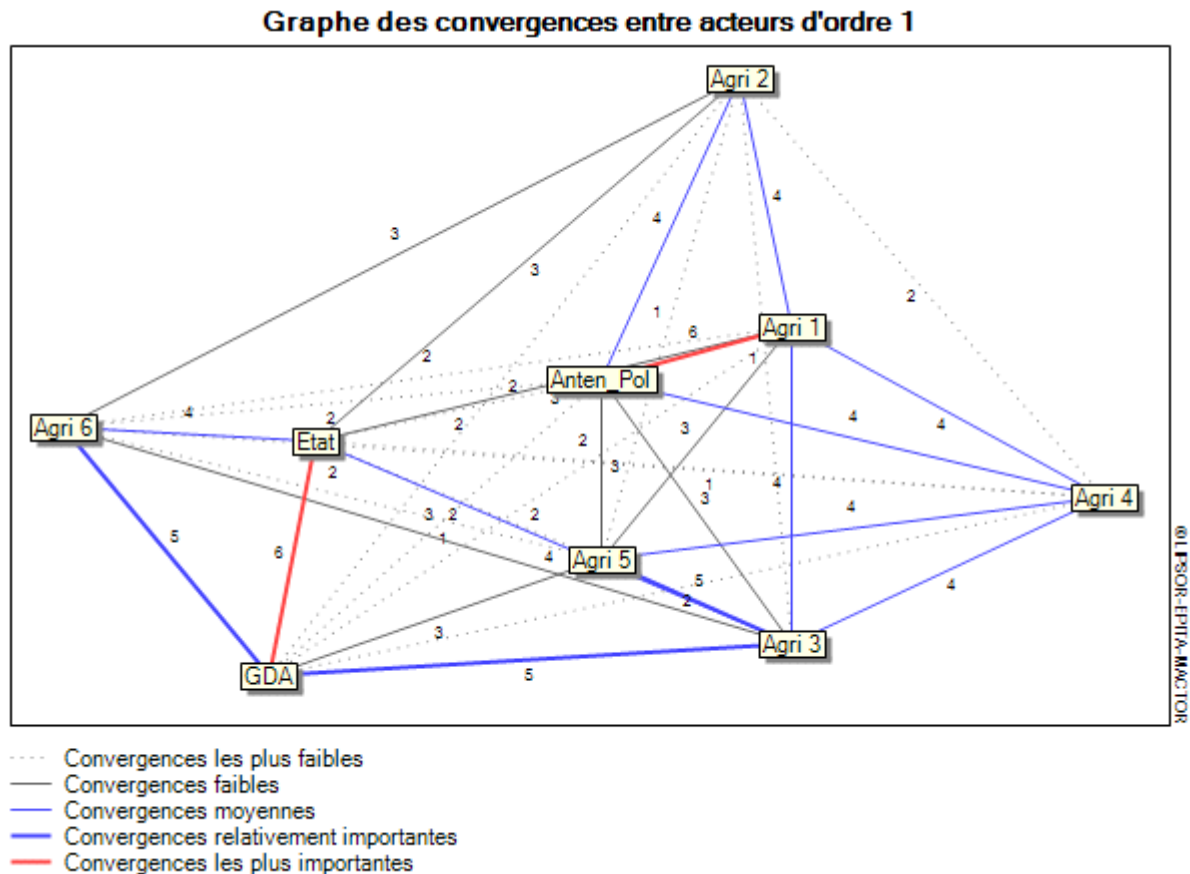 Graphe des convergences entre acteurs d'ordre 1
Agri 2
4
3
4
3
2
1
6
Agri 1
2
1
Anten_Pol
2
3
4
2
2
4
4
Agri 6
Etat
3
2
3
2
1
4
3
3
2
2
4
5
1
6
4
Agri 4
Agri 5
5
4
2
3
Agri 3
GDA
5
@LIPSOR-EPITA-MACTOR
Convergences les plus faibles
Convergences faibles
Convergences moyennes
Convergences relativement importantes
Convergences les plus importantes